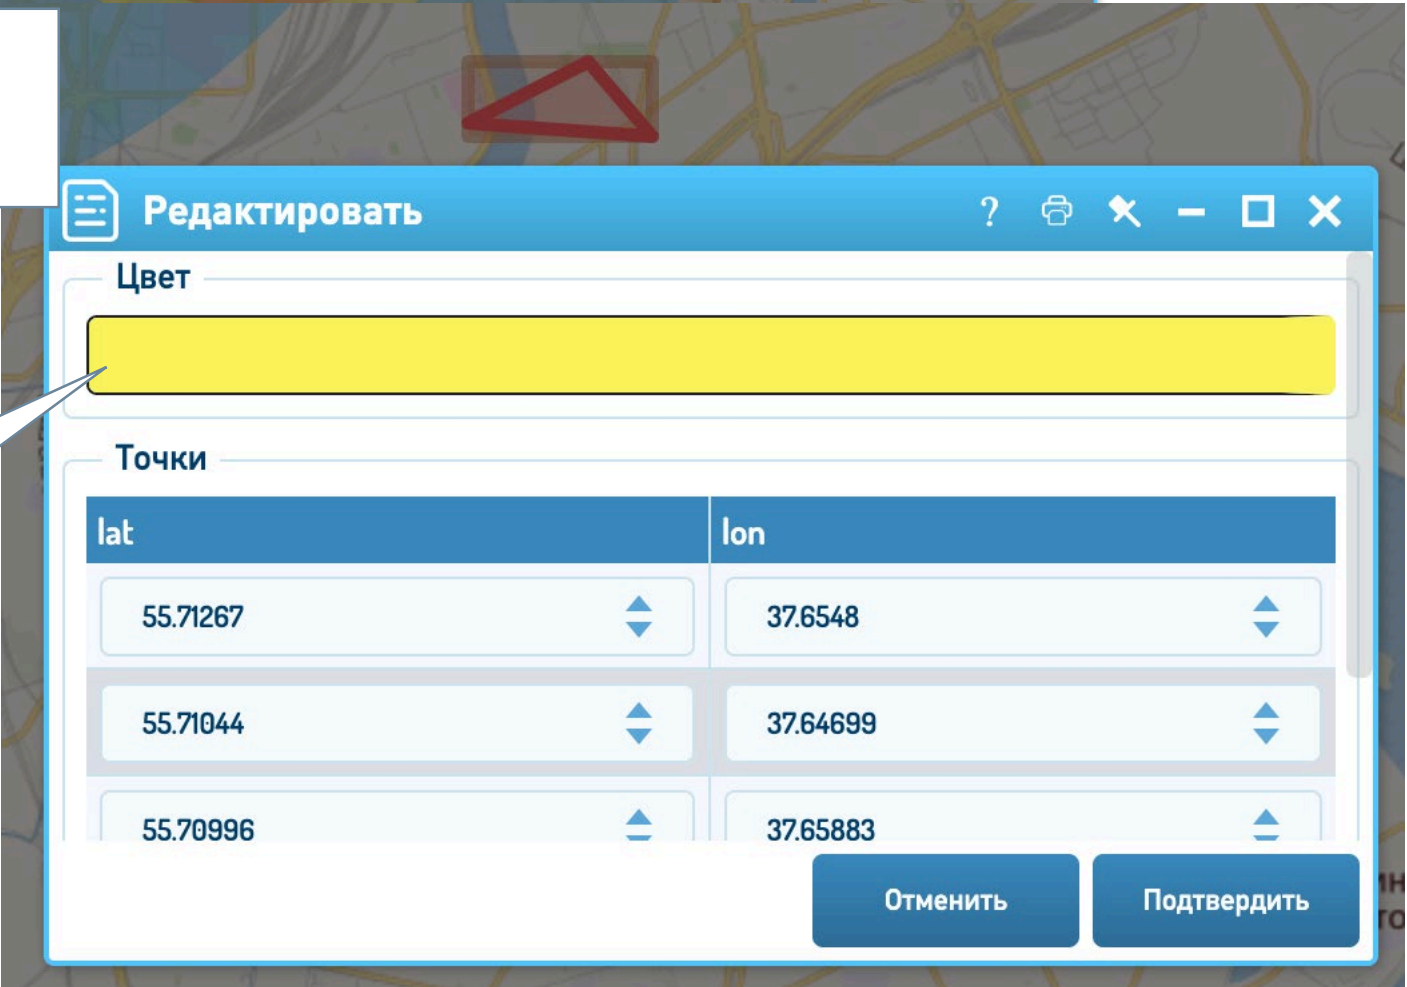 Редактировать
?
Цвет
Точки
lat lon
55.71267 37.6548
55.71044 37.64699
55.70996 37.65883
Отменить Подтвердить